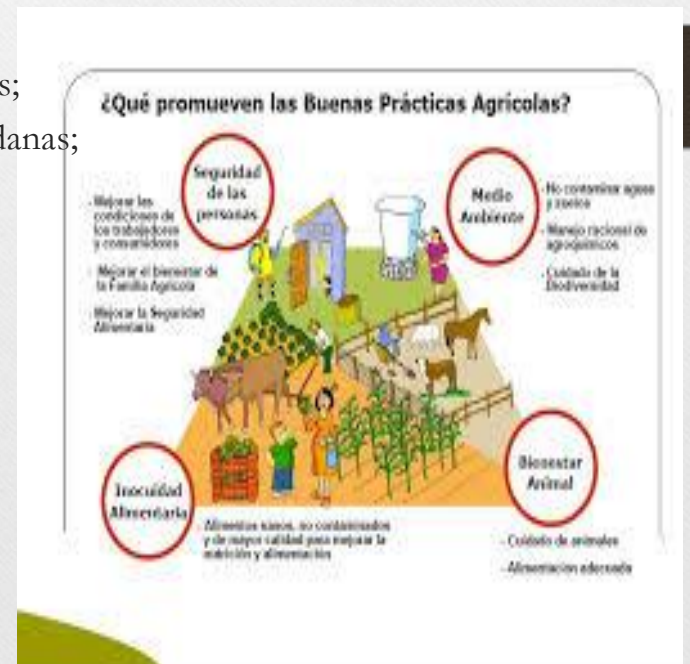 s;
danas;
¿Qué promueven las Buenas Prácticas Agrícolas?
Seguridad
de las
personas
- Mejorar las
condiciones de
los trabajadores
y consumidores
- Mejorar el bienestar de
la Familia Agrícola
- Mejorar la Seguridad
Alimentaria
Medio
Ambiente
- No contaminar aguas
y suelos
- Manejo racional de
agroquímicos
- Cuidado de la
Biodiversidad
Inocuidad
Alimentaria
- Alimentos sanos, no contaminados
y de mayor calidad para mejorar la
nutrición y alimentación
Bienestar
Animal
- Cuidado de animales
- Alimentación adecuada